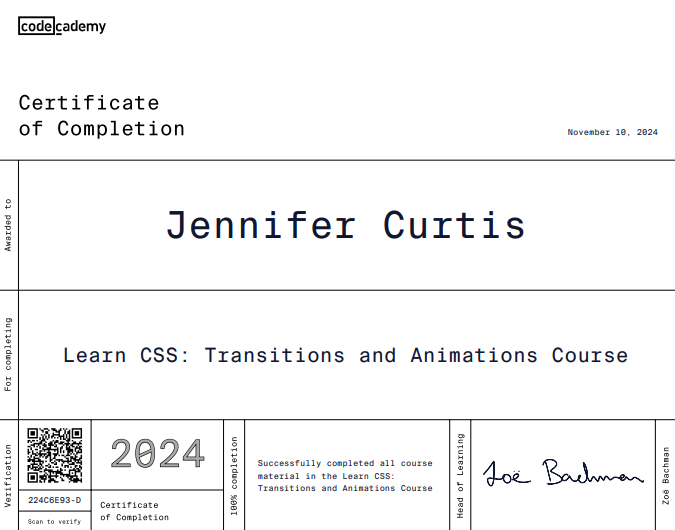 codecademy
Certificate
of Completion
November 10, 2024
Awarded to
Jennifer Curtis
For completing
Learn CSS: Transitions and Animations Course
Verification
224C6E93-D
Scan to verify
2024
Certificate
of Completion
100% completion
Successfully completed all course
material in the Learn CSS:
Transitions and Animations Course
Head of Learning
Zoë Bachman
Zoë Bachman